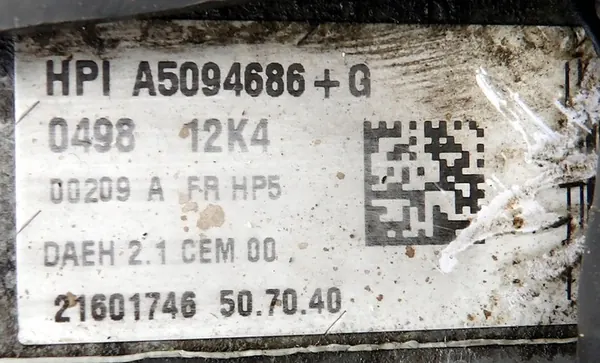 HPI A5094686+G
0498 12K4
00209 A FR HP5
DAEH 2.1 CEM 00
21601746 50.70.40